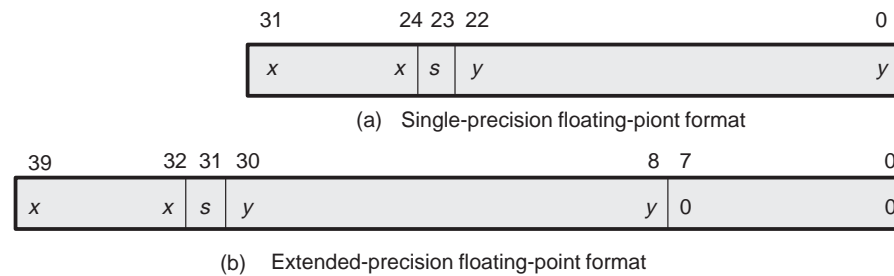 31 24 23 22 0
x x s y y
(a) Single-precision floating-piont format
39 32 31 30 8 7 0
x x s y y 0 0
(b) Extended-precision floating-point format